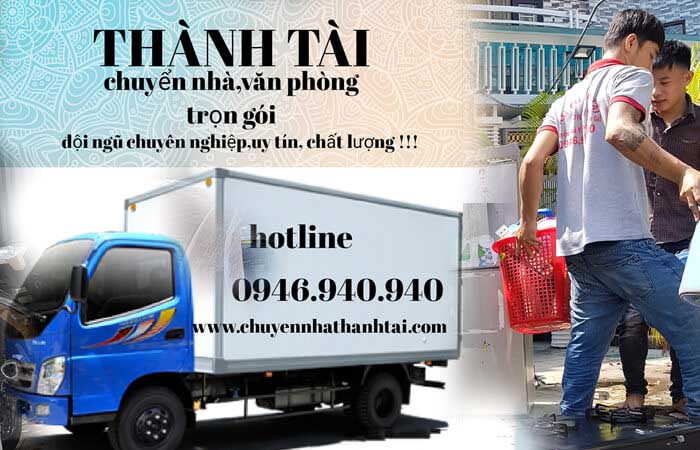 THÀNH TÀI
chuyển nhà,văn phòng
trọn gói
dội ngũ chuyên nghiệp,uy tín, chất lượng !!!
hotline
0946.940.940
www.chuyennhathanhtai.com